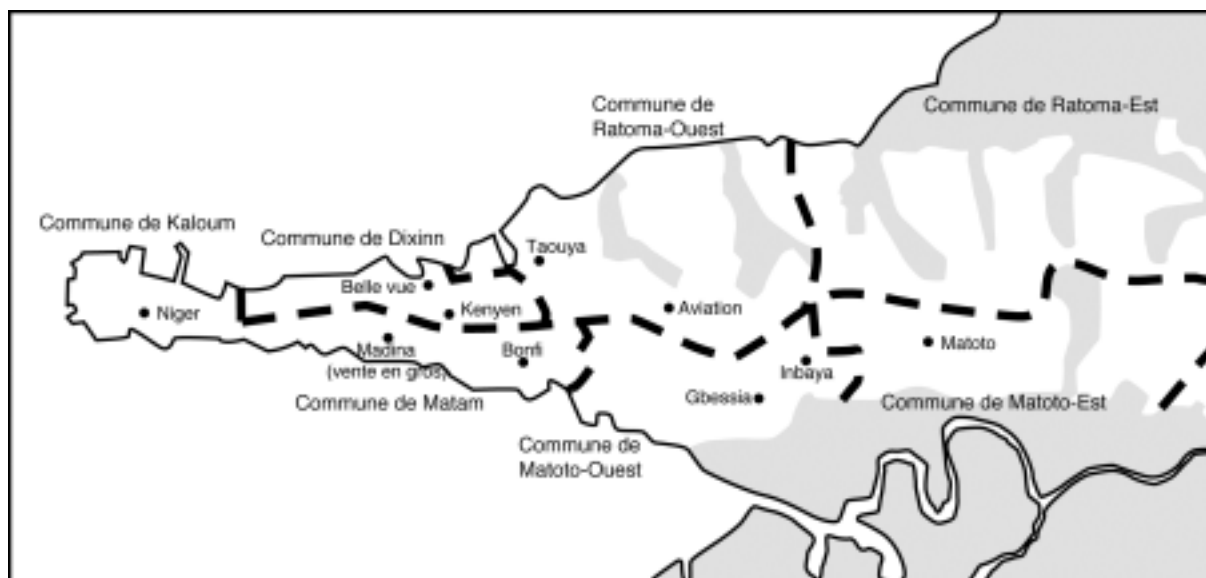 Commune de
Ratoma-Ouest
Commune de Ratoma-Est
Commune de Kaloum
Commune de Dixinn
Taouya
Belle vue
Niger
Kenyen
Aviation
Madina
(vente en gros)
Bonfi
Matoto
Inbaya
Gbessia
Commune de Matam
Commune de Matoto-Est
Commune de
Matoto-Ouest